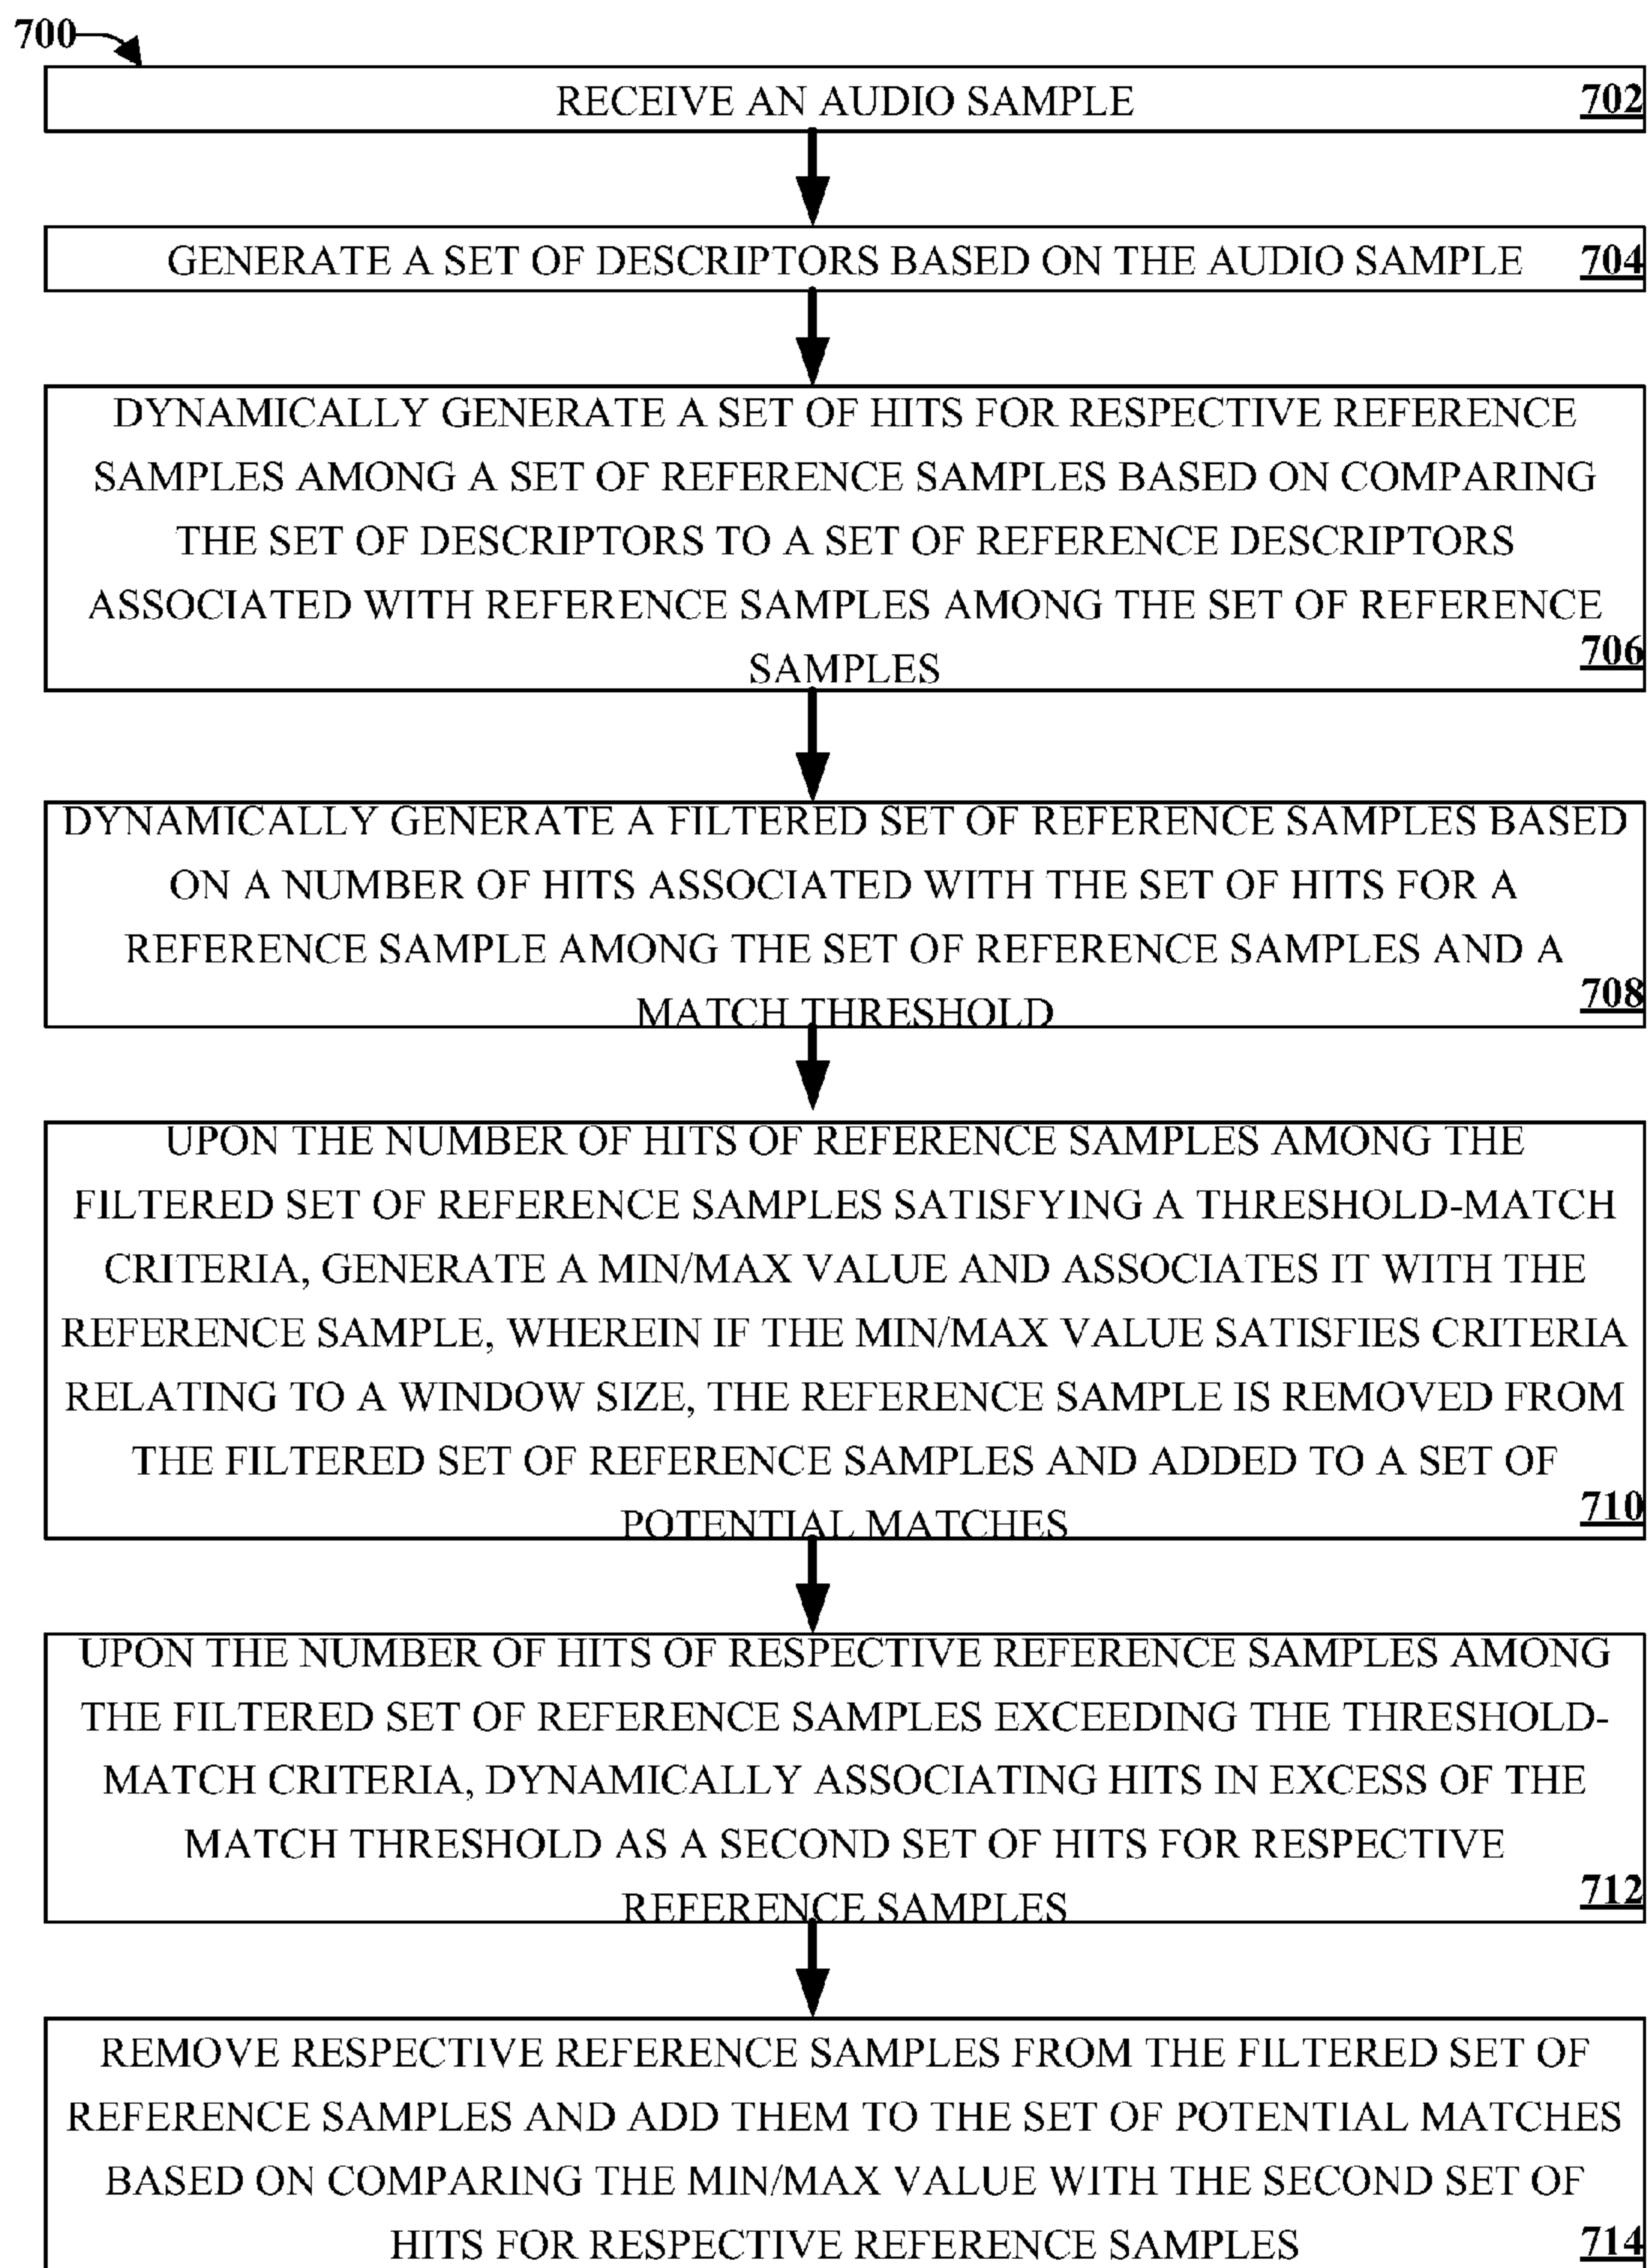 700
RECEIVE AN AUDIO SAMPLE 702
GENERATE A SET OF DESCRIPTORS BASED ON THE AUDIO SAMPLE 704
DYNAMICALLY GENERATE A SET OF HITS FOR RESPECTIVE REFERENCE
SAMPLES AMONG A SET OF REFERENCE SAMPLES BASED ON COMPARING
THE SET OF DESCRIPTORS TO A SET OF REFERENCE DESCRIPTORS
ASSOCIATED WITH REFERENCE SAMPLES AMONG THE SET OF REFERENCE
SAMPLES 706
DYNAMICALLY GENERATE A FILTERED SET OF REFERENCE SAMPLES BASED
ON A NUMBER OF HITS ASSOCIATED WITH THE SET OF HITS FOR A
REFERENCE SAMPLE AMONG THE SET OF REFERENCE SAMPLES AND A
MATCH THRESHOLD 708
UPON THE NUMBER OF HITS OF REFERENCE SAMPLES AMONG THE
FILTERED SET OF REFERENCE SAMPLES SATISFYING A THRESHOLD-MATCH
CRITERIA, GENERATE A MIN/MAX VALUE AND ASSOCIATES IT WITH THE
REFERENCE SAMPLE, WHEREIN IF THE MIN/MAX VALUE SATISFIES CRITERIA
RELATING TO A WINDOW SIZE, THE REFERENCE SAMPLE IS REMOVED FROM
THE FILTERED SET OF REFERENCE SAMPLES AND ADDED TO A SET OF
POTENTIAL MATCHES 710
UPON THE NUMBER OF HITS OF RESPECTIVE REFERENCE SAMPLES AMONG
THE FILTERED SET OF REFERENCE SAMPLES EXCEEDING THE THRESHOLD-
MATCH CRITERIA, DYNAMICALLY ASSOCIATING HITS IN EXCESS OF THE
MATCH THRESHOLD AS A SECOND SET OF HITS FOR RESPECTIVE
REFERENCE SAMPLES 712
REMOVE RESPECTIVE REFERENCE SAMPLES FROM THE FILTERED SET OF
REFERENCE SAMPLES AND ADD THEM TO THE SET OF POTENTIAL MATCHES
BASED ON COMPARING THE MIN/MAX VALUE WITH THE SECOND SET OF
HITS FOR RESPECTIVE REFERENCE SAMPLES 714